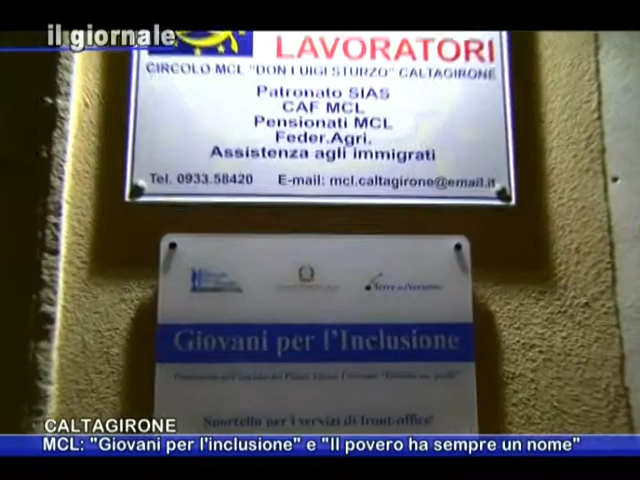 il giornale
LAVORATORI
CIRCOLO MCL "DON LUIGI STURZO" CALTAGIRONE
Patronato SIAS
CAF MCL
Pensionati MCL
Feder.Agri.
Assistenza agli immigrati
Tel. 0933.58420 E-mail: mcl.caltagirone@email.it
Giovani per l'Inclusione
Sportello per i servizi di front-office
CALTAGIRONE
MCL: "Giovani per l'inclusione" e "Il povero ha sempre un nome"